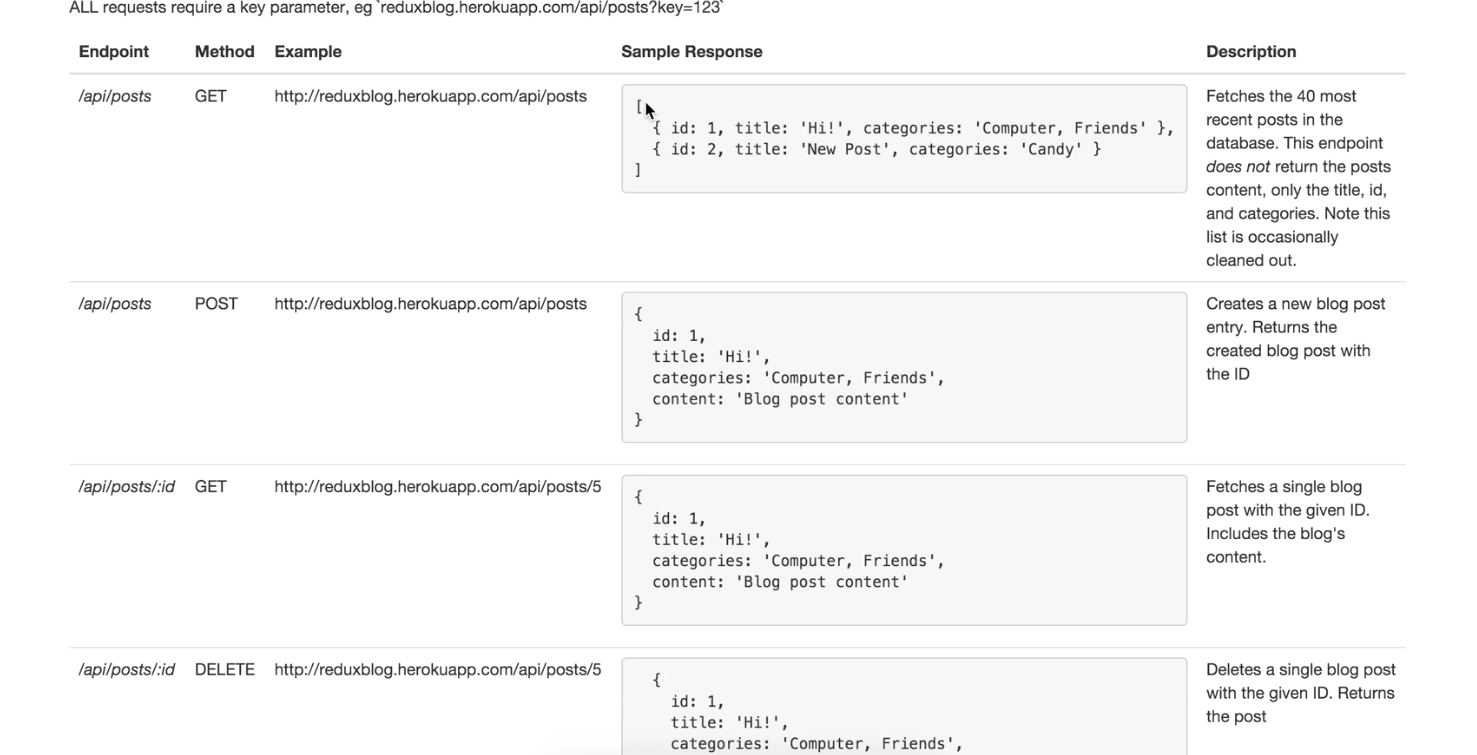 ALL requests require a key parameter, eg `reduxblog.herokuapp.com/api/posts?key=123`
Endpoint Method Example Sample Response Description
/api/posts GET http://reduxblog.herokuapp.com/api/posts
[
{ id: 1, title: 'Hi!', categories: 'Computer, Friends' },
{ id: 2, title: 'New Post', categories: 'Candy' }
]
Fetches the 40 most
recent posts in the
database. This endpoint
does not return the posts
content, only the title, id,
and categories. Note this
list is occasionally
cleaned out.
/api/posts POST http://reduxblog.herokuapp.com/api/posts
{
id: 1,
title: 'Hi!',
categories: 'Computer, Friends',
content: 'Blog post content'
}
Creates a new blog post
entry. Returns the
created blog post with
the ID
/api/posts/:id GET http://reduxblog.herokuapp.com/api/posts/5
{
id: 1,
title: 'Hi!',
categories: 'Computer, Friends',
content: 'Blog post content'
}
Fetches a single blog
post with the given ID.
Includes the blog's
content.
/api/posts/:id DELETE http://reduxblog.herokuapp.com/api/posts/5
{
id: 1,
title: 'Hi!',
categories: 'Computer, Friends',
Deletes a single blog post
with the given ID. Returns
the post